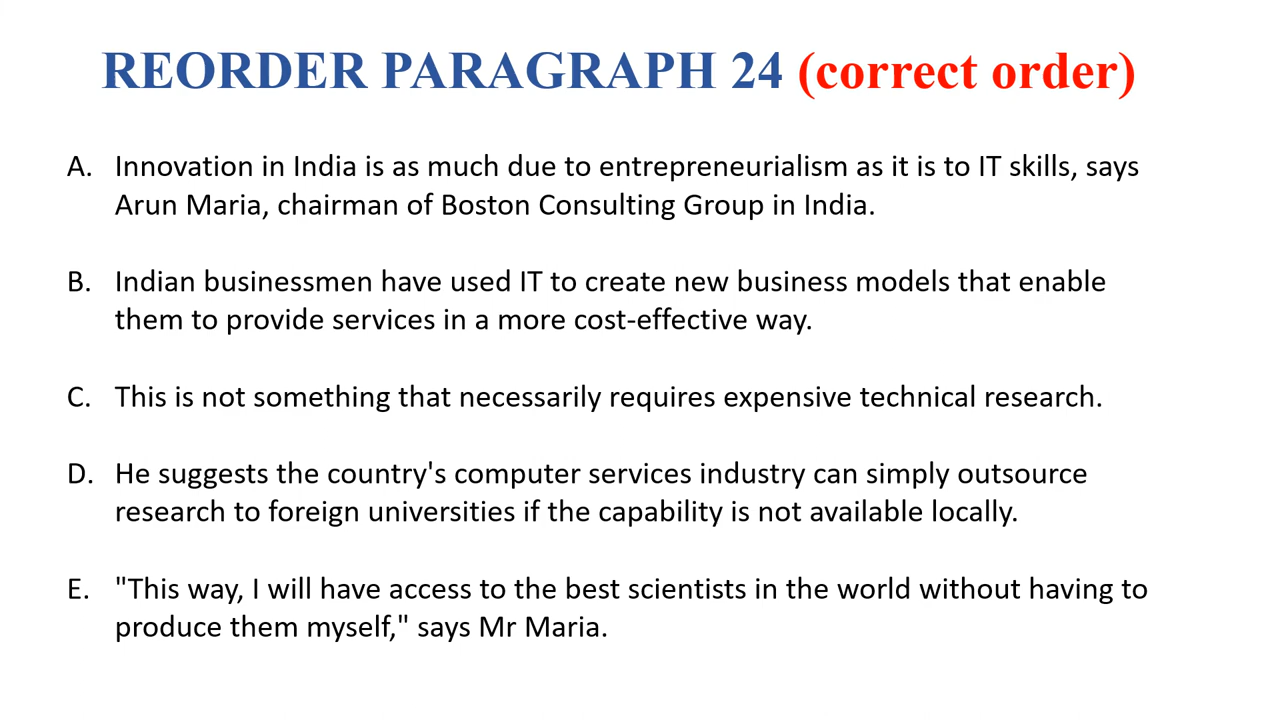 REORDER PARAGRAPH 24 (correct order)
A. Innovation in India is as much due to entrepreneurialism as it is to IT skills, says
Arun Maria, chairman of Boston Consulting Group in India.
B. Indian businessmen have used IT to create new business models that enable
them to provide services in a more cost-effective way.
C. This is not something that necessarily requires expensive technical research.
D. He suggests the country's computer services industry can simply outsource
research to foreign universities if the capability is not available locally.
E. "This way, I will have access to the best scientists in the world without having to
produce them myself," says Mr Maria.